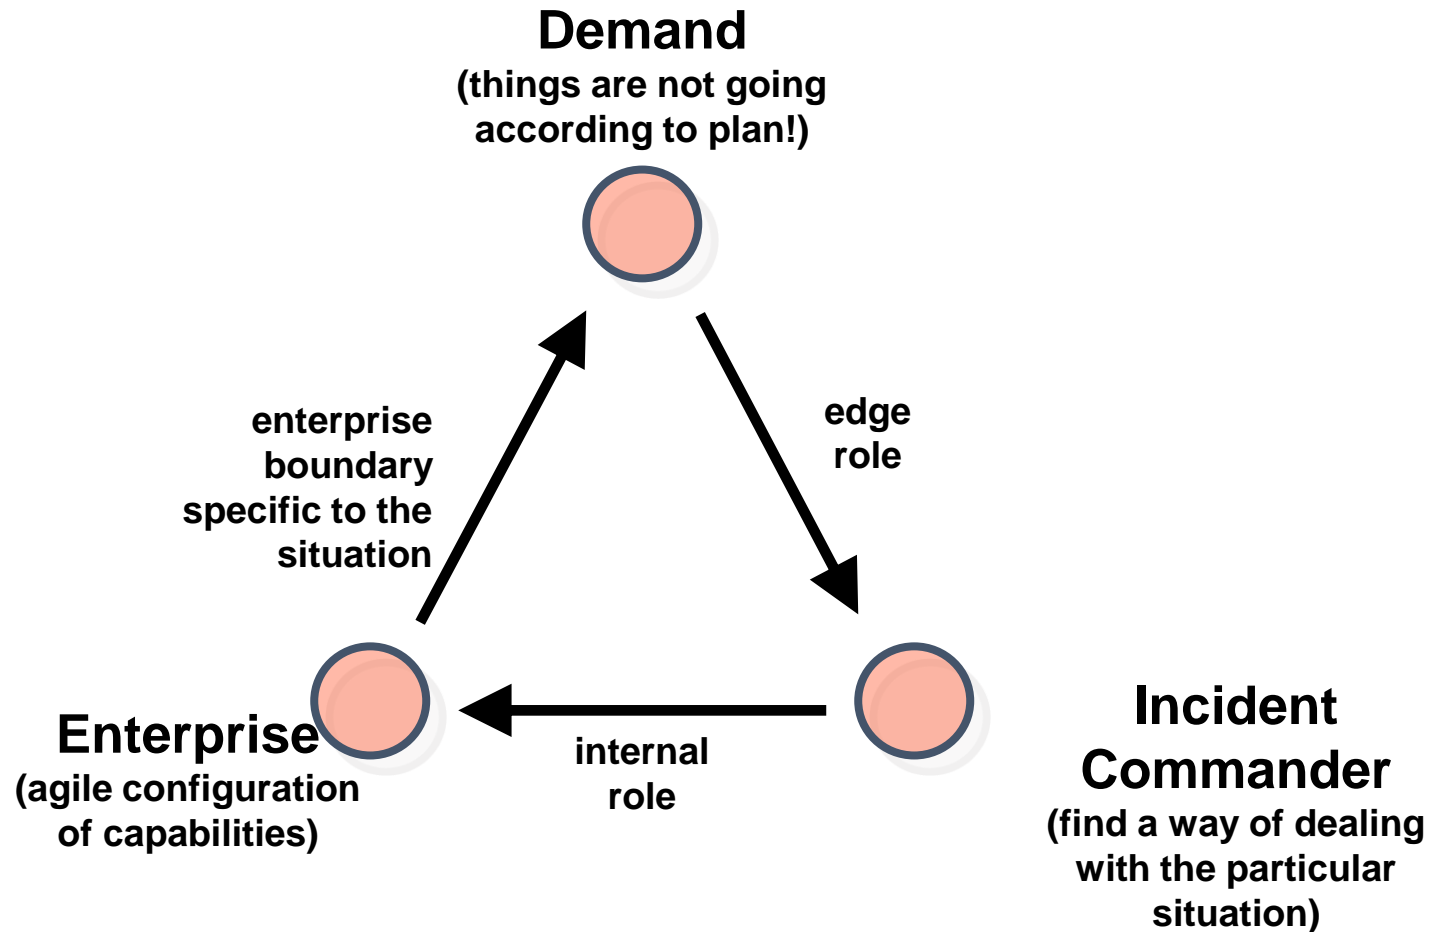 Demand
(things are not going
according to plan!)
enterprise
boundary
specific to the
situation
edge
role
internal
role
Enterprise
(agile configuration
of capabilities)
Incident
Commander
(find a way of dealing
with the particular
situation)